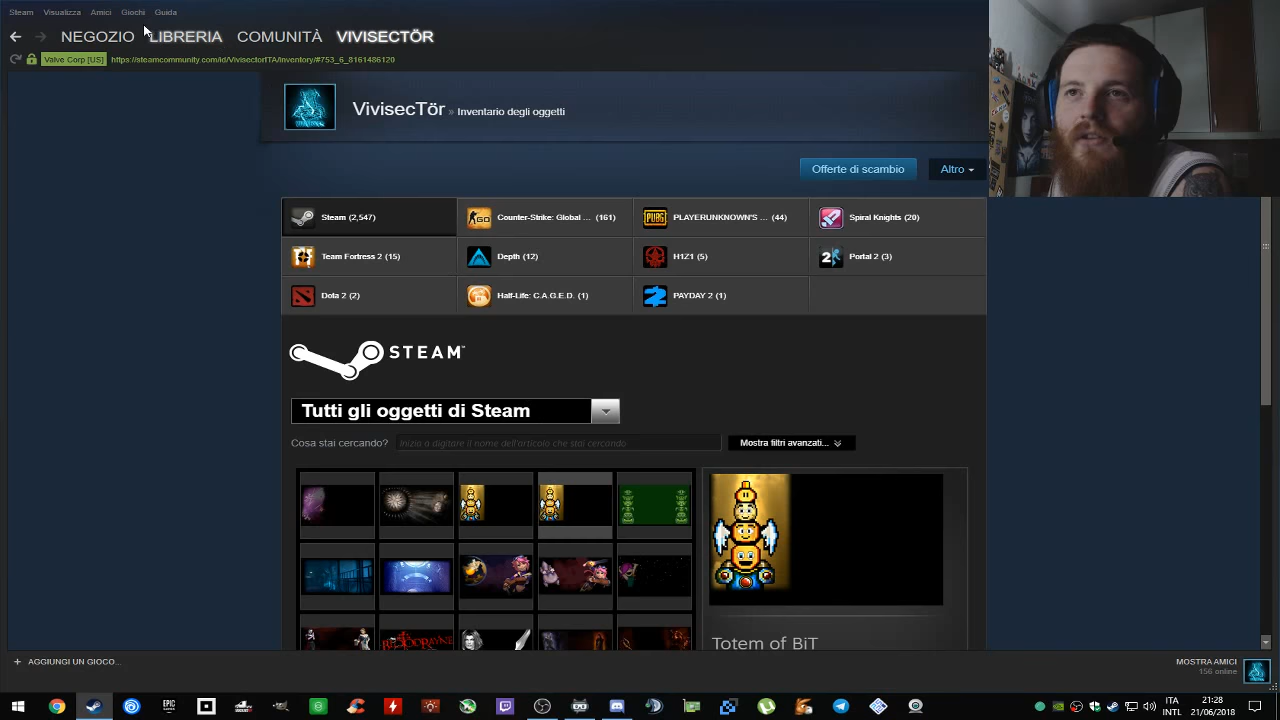 Steam Visualizza Amici Giochi Guida
NEGOZIO LIBRERIA COMUNITÀ VIVISECTÖR
Valve Corp [US] https://steamcommunity.com/id/VivisectorITA/inventory/#753_6_8161486120
VivisecTör » Inventario degli oggetti
Offerte di scambio Altro
Steam (2,547) Counter-Strike: Global ... (161) PLAYERUNKNOWN'S ... (44) Spiral Knights (20)
Team Fortress 2 (15) Depth (12) H1Z1 (5) Portal 2 (3)
Dota 2 (2) Half-Life: C.A.G.E.D. (1) PAYDAY 2 (1)
STEAM™
Tutti gli oggetti di Steam
Cosa stai cercando? Inizia a digitare il nome dell'articolo che stai cercando Mostra filtri avanzati...
Totem of BiT
+ AGGIUNGI UN GIOCO... MOSTRA AMICI
156 online
ITA 21:28
INTL 21/06/2018